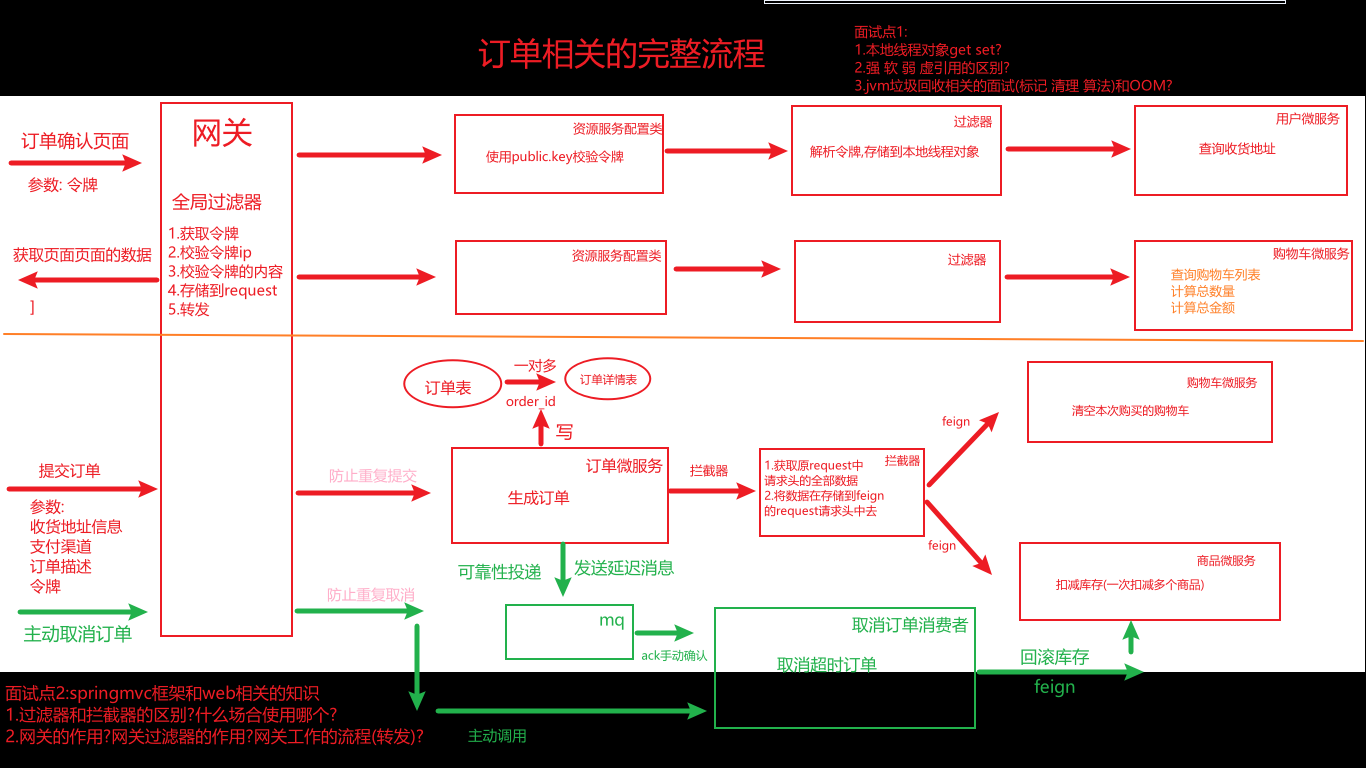 订单相关的完整流程
面试点1:
1.本地线程对象get set?
2.强 软 弱 虚引用的区别?
3.jvm垃圾回收相关的面试(标记 清理 算法)和OOM?
订单确认页面
参数: 令牌
获取页面页面的数据
]
网关
全局过滤器
1.获取令牌
2.校验令牌ip
3.校验令牌的内容
4.存储到request
5.转发
资源服务配置类
使用public.key校验令牌
过滤器
解析令牌,存储到本地线程对象
用户微服务
查询收货地址
资源服务配置类
过滤器
购物车微服务
查询购物车列表
计算总数量
计算总金额
订单表
一对多
order_id
订单详情表
写
提交订单
参数:
收货地址信息
支付渠道
订单描述
令牌
主动取消订单
防止重复提交
订单微服务
生成订单
拦截器
拦截器
1.获取原request中
请求头的全部数据
2.将数据在存储到feign
的request请求头中去
feign
feign
购物车微服务
清空本次购买的购物车
商品微服务
扣减库存(一次扣减多个商品)
可靠性投递
发送延迟消息
防止重复取消
mq
ack手动确认
取消订单消费者
取消超时订单
回滚库存
feign
主动调用
面试点2:springmvc框架和web相关的知识
1.过滤器和拦截器的区别?什么场合使用哪个?
2.网关的作用?网关过滤器的作用?网关工作的流程(转发)?